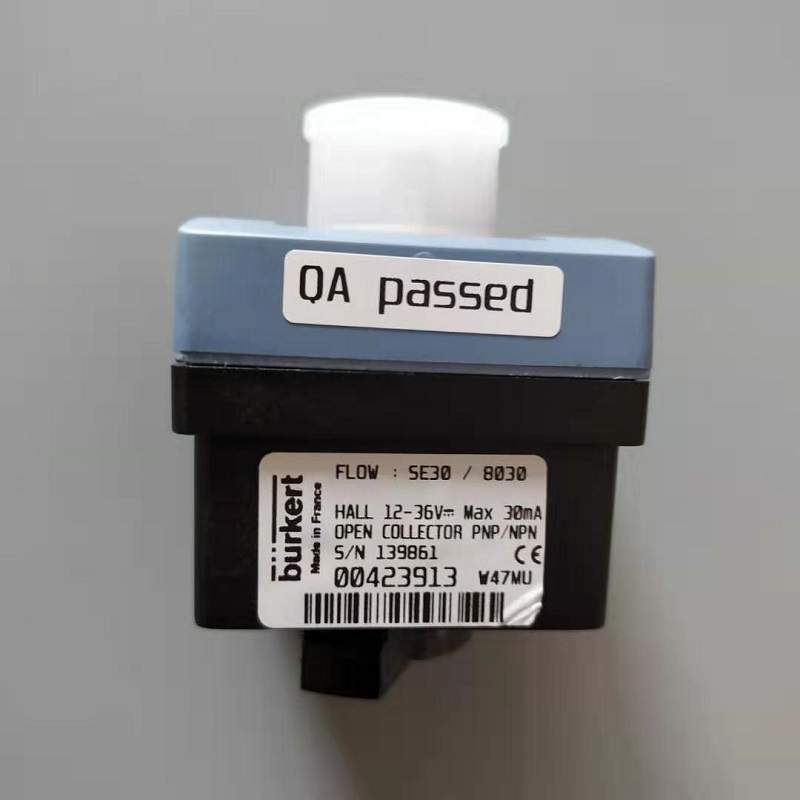 QA passed
FLOW : SE30 / 8030
HALL 12-36V⎓ Max 30mA
OPEN COLLECTOR PNP/NPN
S/N 139861
CE
00423913 W47MU
bürkert
Made in France